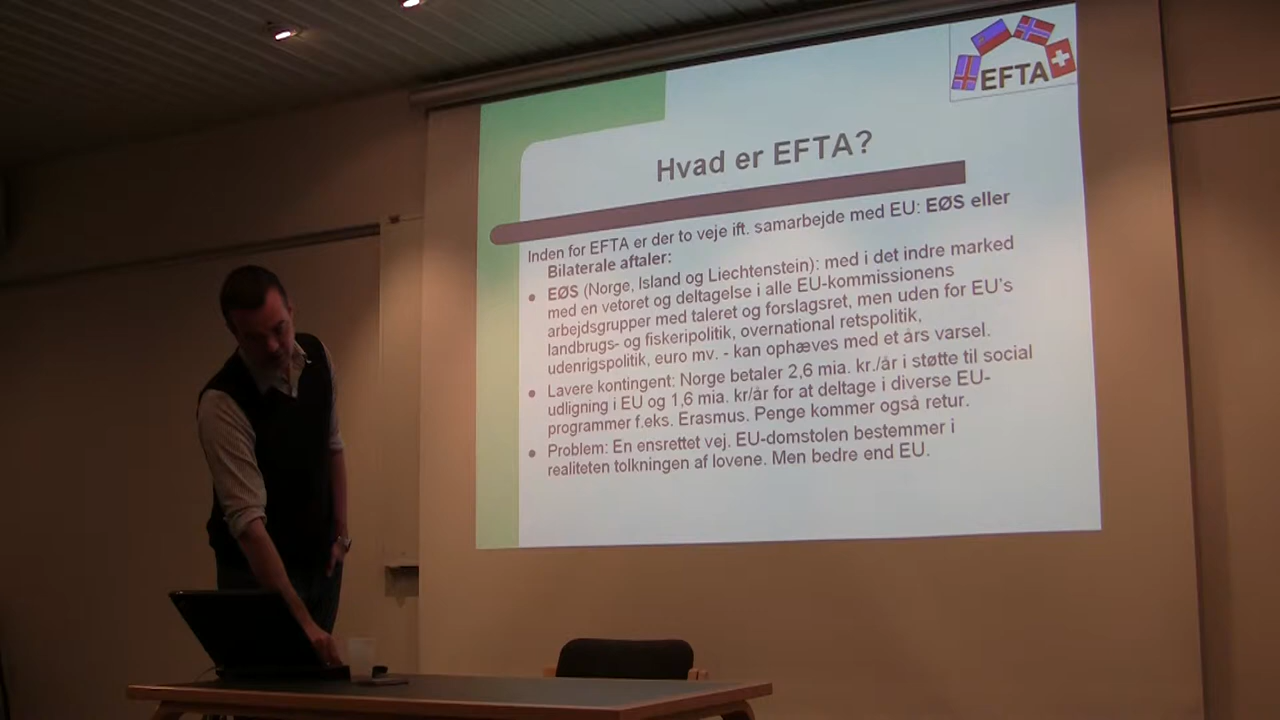 EFTA
Hvad er EFTA?
Inden for EFTA er der to veje ift. samarbejde med EU: EØS eller
Bilaterale aftaler:
● EØS (Norge, Island og Liechtenstein): med i det indre marked
med en vetoret og deltagelse i alle EU-kommissionens
arbejdsgrupper med taleret og forslagsret, men uden for EU's
landbrugs- og fiskeripolitik, overnational retspolitik,
udenrigspolitik, euro mv. - kan ophæves med et års varsel.
● Lavere kontingent: Norge betaler 2,6 mia. kr./år i støtte til social
udligning i EU og 1,6 mia. kr/år for at deltage i diverse EU-
programmer f.eks. Erasmus. Penge kommer også retur.
● Problem: En ensrettet vej. EU-domstolen bestemmer i
realiteten tolkningen af lovene. Men bedre end EU.